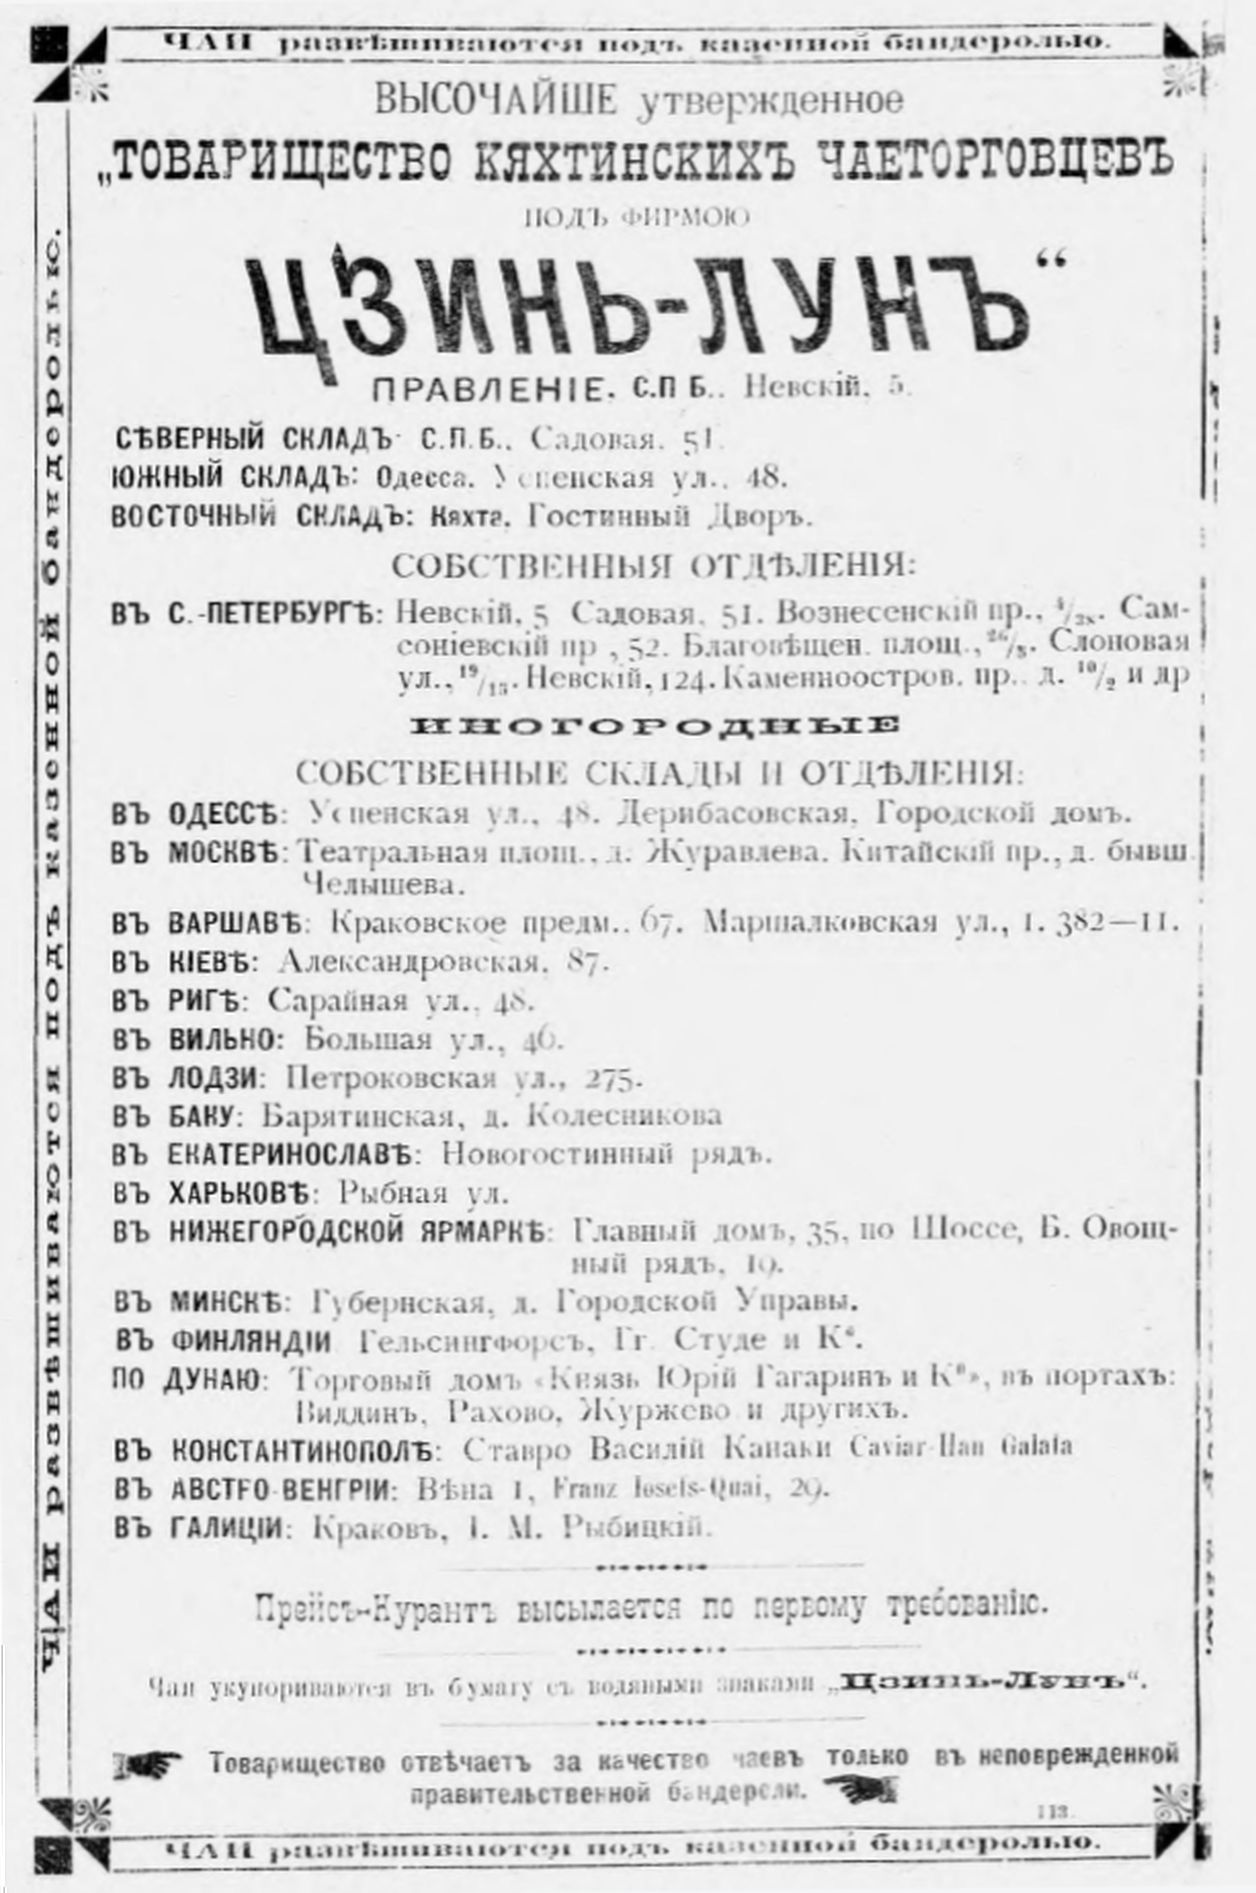 ЧАИ развѣшиваются подъ казенной бандеролью.
ВЫСОЧАЙШЕ утвержденное
„ТОВАРИЩЕСТВО КЯХТИНСКИХЪ ЧАЕТОРГОВЦЕВЪ
ПОДЪ ФИРМОЮ
ЦЗИНЬ-ЛУНЪ“
ПРАВЛЕНІЕ. С.П.Б.. Невскій. 5.
СѢВЕРНЫЙ СКЛАДЪ С.П.Б.. Садовая. 51.
ЮЖНЫЙ СКЛАДЪ: Одесса. Успенская ул., 48.
ВОСТОЧНЫЙ СКЛАДЪ: Кяхта. Гостинный Дворъ.
СОБСТВЕННЫЯ ОТДѢЛЕНІЯ:
ВЪ С.-ПЕТЕРБУРГѢ: Невскій, 5 Садовая, 51. Вознесенскій пр., Сам-
соніевскій пр., 52. Благовѣщен. площ., 26/8. Слоновая
ул., 19/15. Невскій, 124. Каменноостров. пр.. д. 10/2 и др
ИНОГОРОДНЫЕ
СОБСТВЕННЫЕ СКЛАДЫ И ОТДѢЛЕНІЯ:
ВЪ ОДЕССѢ: Успенская ул., 48. Дерибасовская, Городской домъ.
ВЪ МОСКВѢ: Театральная площ., д. Журавлева. Китайскій пр., д. бывш.
Челышева.
ВЪ ВАРШАВѢ: Краковское предм.. 67. Маршалковская ул., 1. 382—11.
ВЪ КІЕВѢ: Александровская. 87.
ВЪ РИГѢ: Сарайная ул., 48.
ВЪ ВИЛЬНО: Большая ул., 46.
ВЪ ЛОДЗИ: Петроковская ул., 275.
ВЪ БАКУ: Барятинская, д. Колесникова
ВЪ ЕКАТЕРИНОСЛАВѢ: Новогостинный рядъ.
ВЪ ХАРЬКОВѢ: Рыбная ул.
ВЪ НИЖЕГОРОДСКОЙ ЯРМАРКѢ: Главный домъ, 35, по Шоссе, Б. Овощ-
ный рядъ. 19.
ВЪ МИНСКѢ: Губернская, д. Городской Управы.
ВЪ ФИНЛЯНДІИ Гельсингфорсъ, Гг. Студе и Ко.
ПО ДУНАЮ: Торговый домъ «Князь Юрій Гагаринъ и Ко», въ портахъ:
Виддинъ, Рахово, Журжево и другихъ.
ВЪ КОНСТАНТИНОПОЛѢ: Ставро Василій Канаки Caviar-Han Galata
ВЪ АВСТРО-ВЕНГРІИ: Вѣна 1, Franz Iosefs-Quai, 29.
ВЪ ГАЛИЦІИ: Краковъ, І. М. Рыбицкій.
Прейсъ-Курантъ высылается по первому требованію.
Чаи укупориваются въ бумагу съ водяными знаками „Цзинь-Лунъ“.
Товарищество отвѣчаетъ за качество чаевъ только въ неповрежденной
правительственной бандероли.
113.
ЧАИ развѣшиваются подъ казенной бандеролью.
ЧАИ развѣшиваются подъ казенной бандеролью.